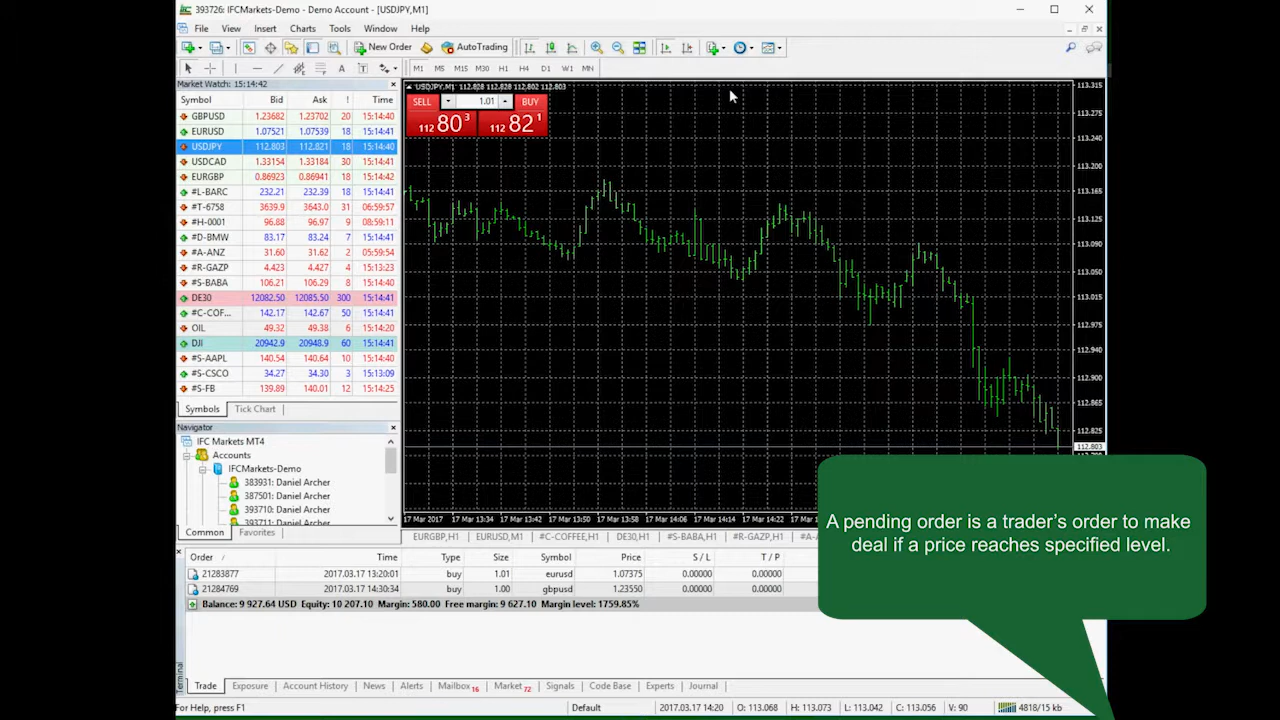 393726: IFCMarkets-Demo - Demo Account - [USDJPY,M1]
File View Insert Charts Tools Window Help
New Order AutoTrading
A T M1 M5 M15 M30 H1 H4 D1 W1 MN
Market Watch: 15:14:42
Symbol Bid Ask ! Time
GBPUSD 1.23682 1.23702 20 15:14:40
EURUSD 1.07521 1.07539 18 15:14:41
USDJPY 112.803 112.821 18 15:14:40
USDCAD 1.33154 1.33184 30 15:14:41
EURGBP 0.86923 0.86941 18 15:14:42
#L-BARC 232.21 232.39 18 15:14:41
#T-6758 3639.9 3643.0 31 06:59:57
#H-0001 96.88 96.97 9 08:59:11
#D-BMW 83.17 83.24 7 15:14:41
#A-ANZ 31.60 31.62 2 05:59:54
#R-GAZP 4.423 4.427 4 15:13:23
#S-BABA 106.21 106.29 8 15:14:40
DE30 12082.50 12085.50 300 15:14:41
#C-COF... 142.17 142.67 50 15:14:41
OIL 49.32 49.38 6 15:14:20
DJI 20942.9 20948.9 60 15:14:41
#S-AAPL 140.54 140.64 10 15:14:40
#S-CSCO 34.27 34.30 3 15:13:09
#S-FB 139.89 140.01 12 15:14:25
Symbols Tick Chart
Navigator
IFC Markets MT4
Accounts
IFCMarkets-Demo
383931: Daniel Archer
387501: Daniel Archer
393710: Daniel Archer
393711: Daniel Archer
Common Favorites
USDJPY,M1 112.828 112.828 112.802 112.803
SELL 1.01 BUY
112 80 3 112 82 1
113.315
113.275
113.240
113.200
113.165
113.125
113.090
113.050
113.015
112.975
112.940
112.900
112.865
112.825
112.803
17 Mar 2017 17 Mar 13:34 17 Mar 13:42 17 Mar 13:50 17 Mar 13:58 17 Mar 14:06 17 Mar 14:14 17 Mar 14:22 17 Mar
EURGBP,H1 EURUSD,M1 #C-COFFEE,H1 DE30,H1 #S-BABA,H1 #R-GAZP,H1
A pending order is a trader's order to make
deal if a price reaches specified level.
Order / Time Type Size Symbol Price S / L T / P
21283877 2017.03.17 13:20:01 buy 1.01 eurusd 1.07375 0.00000 0.00000
21284769 2017.03.17 14:30:34 buy 1.00 gbpusd 1.23550 0.00000 0.00000
Balance: 9 927.64 USD Equity: 10 207.10 Margin: 580.00 Free margin: 9 627.10 Margin level: 1759.85%
Terminal
Trade Exposure Account History News Alerts Mailbox 16 Market 72 Signals Code Base Experts Journal
For Help, press F1 Default 2017.03.17 14:20 O: 113.068 H: 113.073 L: 113.042 C: 113.056 V: 90 4818/15 kb